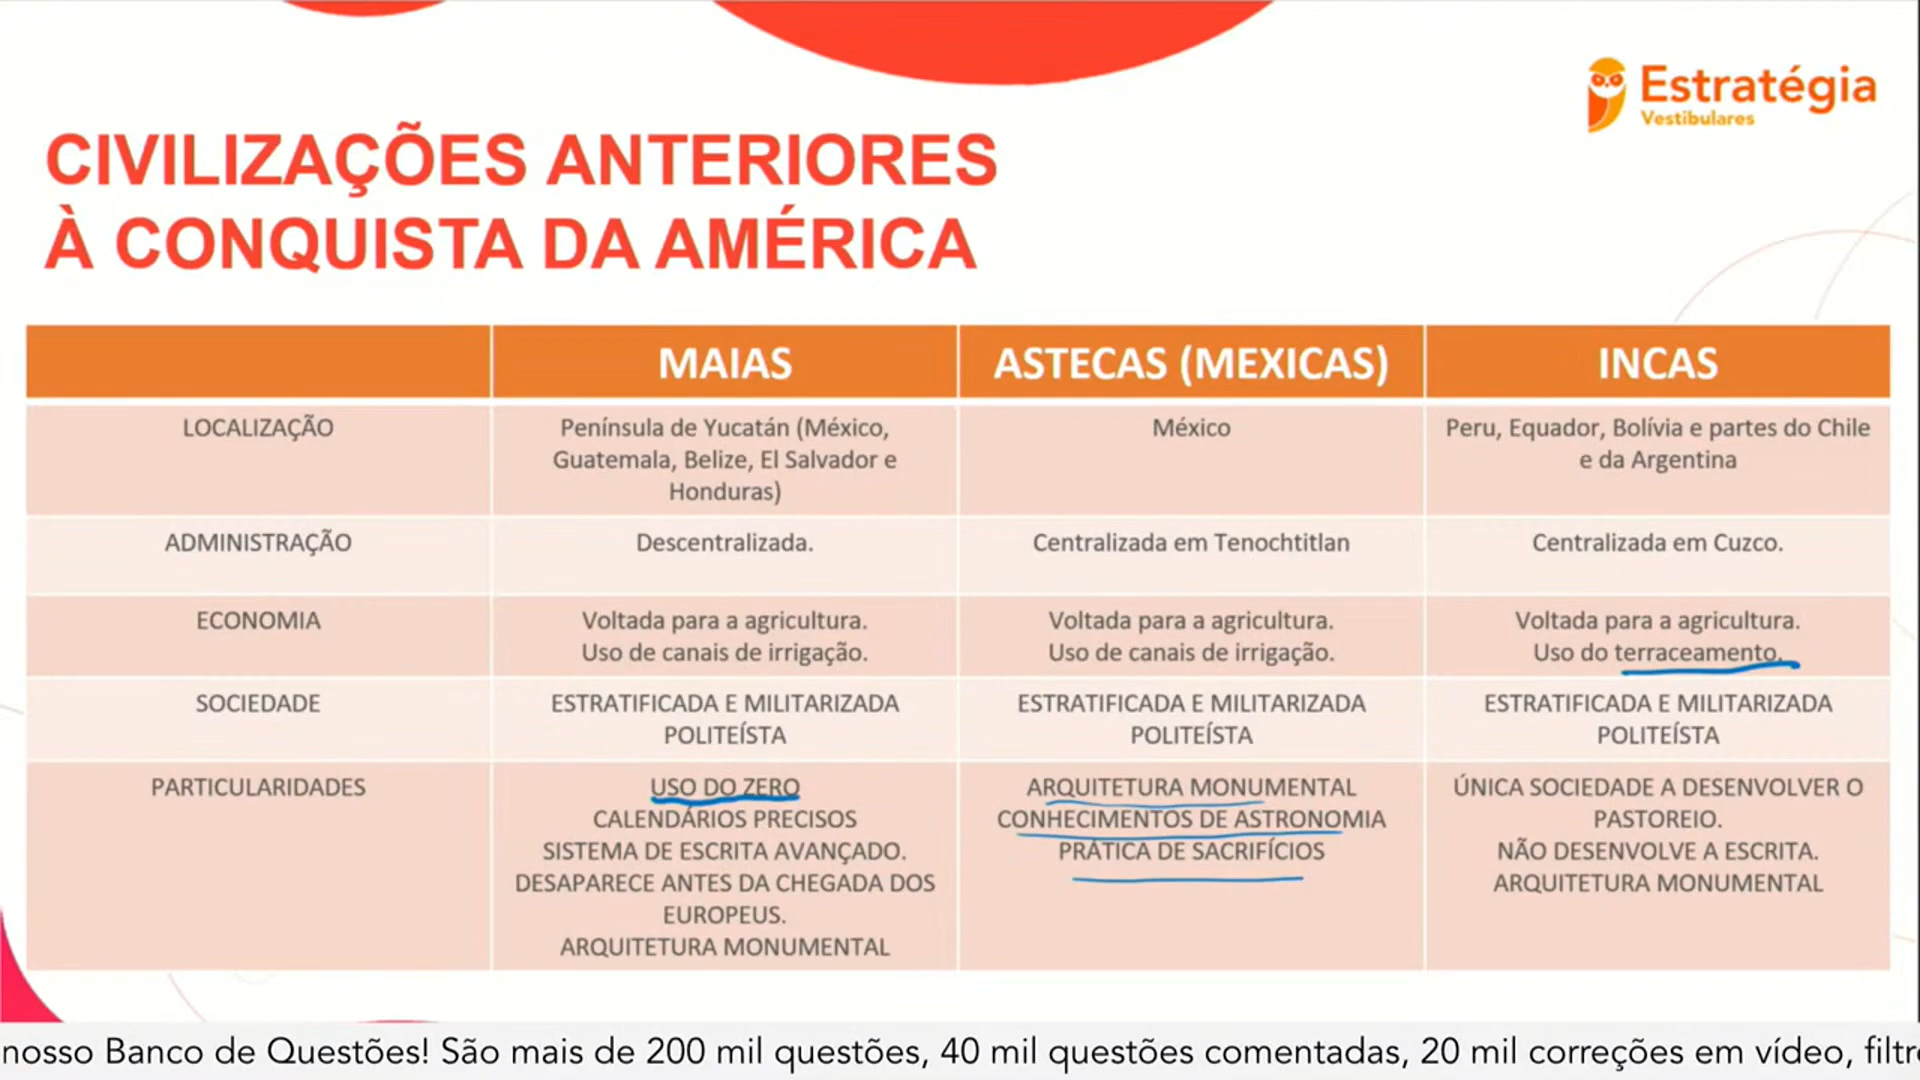 Estratégia
Vestibulares
CIVILIZAÇÕES ANTERIORES
À CONQUISTA DA AMÉRICA
MAIAS
ASTECAS (MEXICAS)
INCAS
LOCALIZAÇÃO
Península de Yucatán (México,
Guatemala, Belize, El Salvador e
Honduras)
México
Peru, Equador, Bolívia e partes do Chile
e da Argentina
ADMINISTRAÇÃO
Descentralizada.
Centralizada em Tenochtitlan
Centralizada em Cuzco.
ECONOMIA
Voltada para a agricultura.
Uso de canais de irrigação.
Voltada para a agricultura.
Uso de canais de irrigação.
Voltada para a agricultura.
Uso do terraceamento.
SOCIEDADE
ESTRATIFICADA E MILITARIZADA
POLITEÍSTA
ESTRATIFICADA E MILITARIZADA
POLITEÍSTA
ESTRATIFICADA E MILITARIZADA
POLITEÍSTA
PARTICULARIDADES
USO DO ZERO
CALENDÁRIOS PRECISOS
SISTEMA DE ESCRITA AVANÇADO.
DESAPARECE ANTES DA CHEGADA DOS
EUROPEUS.
ARQUITETURA MONUMENTAL
ARQUITETURA MONUMENTAL
CONHECIMENTOS DE ASTRONOMIA
PRÁTICA DE SACRIFÍCIOS
ÚNICA SOCIEDADE A DESENVOLVER O
PASTOREIO.
NÃO DESENVOLVE A ESCRITA.
ARQUITETURA MONUMENTAL
nosso Banco de Questões! São mais de 200 mil questões, 40 mil questões comentadas, 20 mil correções em vídeo, filtr